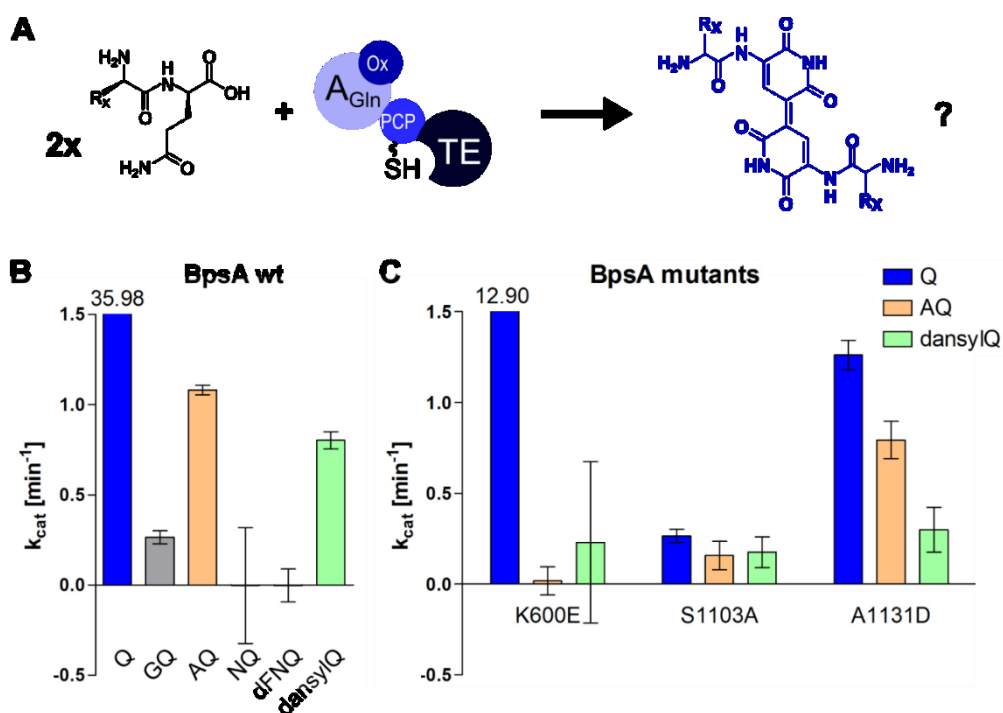 A
2x
H₂N
Rx
O
H
N
O
OH
H₂N
O
+
AGln
Ox
PCP
SH
TE
Rx
H₂N
O
H
N
O
NH
O
O
HN
O
O
N
H
O
NH₂
Rx
?
B
BpsA wt
35.98
1.5
1.0
0.5
0.0
-0.5
kcat [min⁻¹]
Q
GQ
AQ
NQ
dFNQ
dansylQ
C
BpsA mutants
Q
AQ
dansylQ
12.90
1.5
1.0
0.5
0.0
-0.5
kcat [min⁻¹]
K600E
S1103A
A1131D